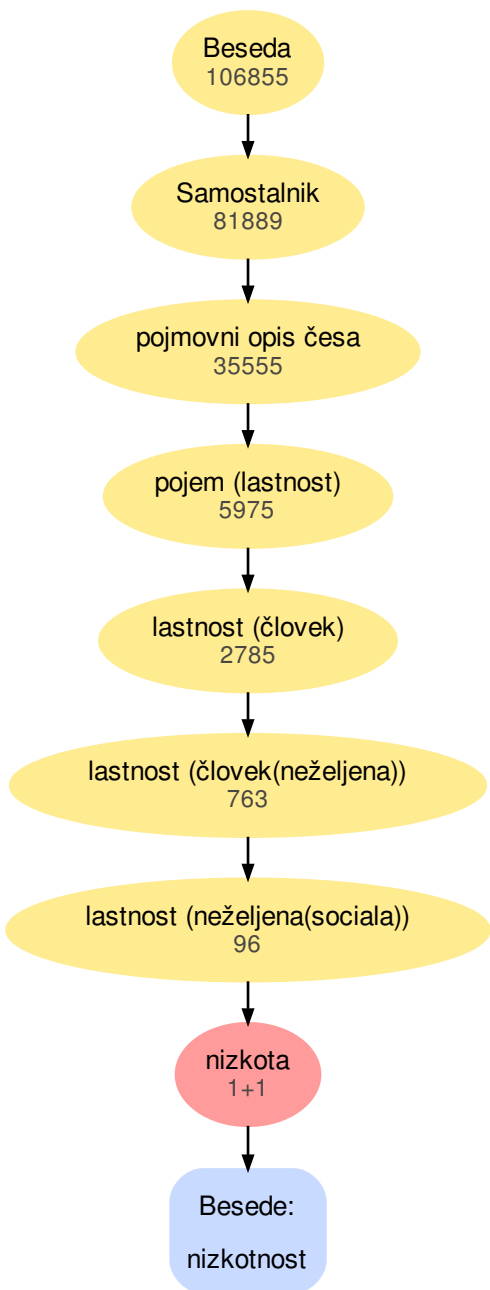 Beseda
106855
Samostalnik
81889
pojmovni opis česa
35555
pojem (lastnost)
5975
lastnost (človek)
2785
lastnost (človek(neželjena))
763
lastnost (neželjena(sociala))
96
nizkota
1+1
Besede:
nizkotnost